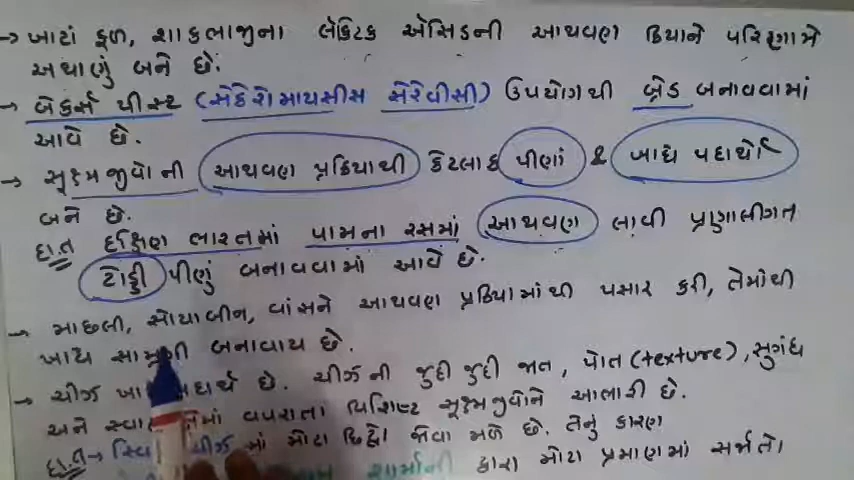 → ખાટાં ફળ, શાકભાજીના લેક્ટિક એસિડની આથવણ ક્રિયાને પરિણામે
અથાણું બને છે.
→ બેકર્સ યીસ્ટ (સેકેરોમાયસીસ સેરેવીસી) ઉપયોગથી બ્રેડ બનાવવામાં
આવે છે.
→ સૂક્ષ્મજીવોની આથવણ પ્રક્રિયાથી કેટલાક પીણાં & ખાદ્ય પદાર્થો
બને છે.
દા.ત દક્ષિણ ભારતમાં પામના રસમાં આથવણ લાવી પ્રણાલીગત
ટોડ્ડી પીણું બનાવવામાં આવે છે.
→ માછલી, સોયાબીન, વાંસને આથવણ પ્રક્રિયામાંથી પસાર કરી, તેમાંથી
ખાદ્ય સામગ્રી બનાવાય છે.
→ ચીઝ છે. ચીઝની જુદી જુદી જાત, પોત (texture), સુગંધ
અને વપરાતા વિશિષ્ટ સૂક્ષ્મજીવોને આભારી છે.
દા.ત → ચીઝમાં મોટા છિદ્રો જોવા મળે છે. તેનું કારણ
શાર્માની દ્વારા મોટા પ્રમાણમાં સર્જાતો